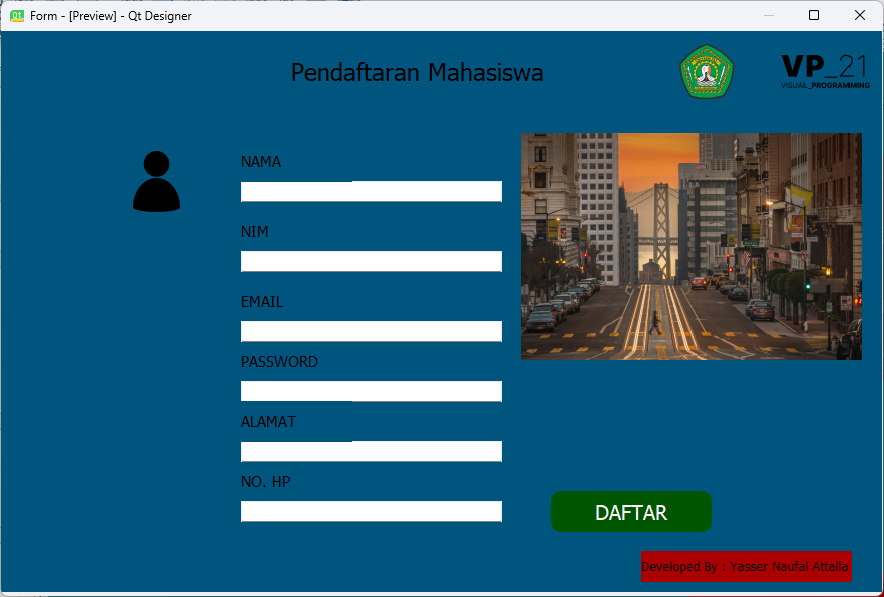 Form - [Preview] - Qt Designer
Pendaftaran Mahasiswa
VP_21
VISUAL_PROGRAMMING
NAMA
NIM
EMAIL
PASSWORD
ALAMAT
NO. HP
DAFTAR
Developed By : Yasser Naufal Attalla